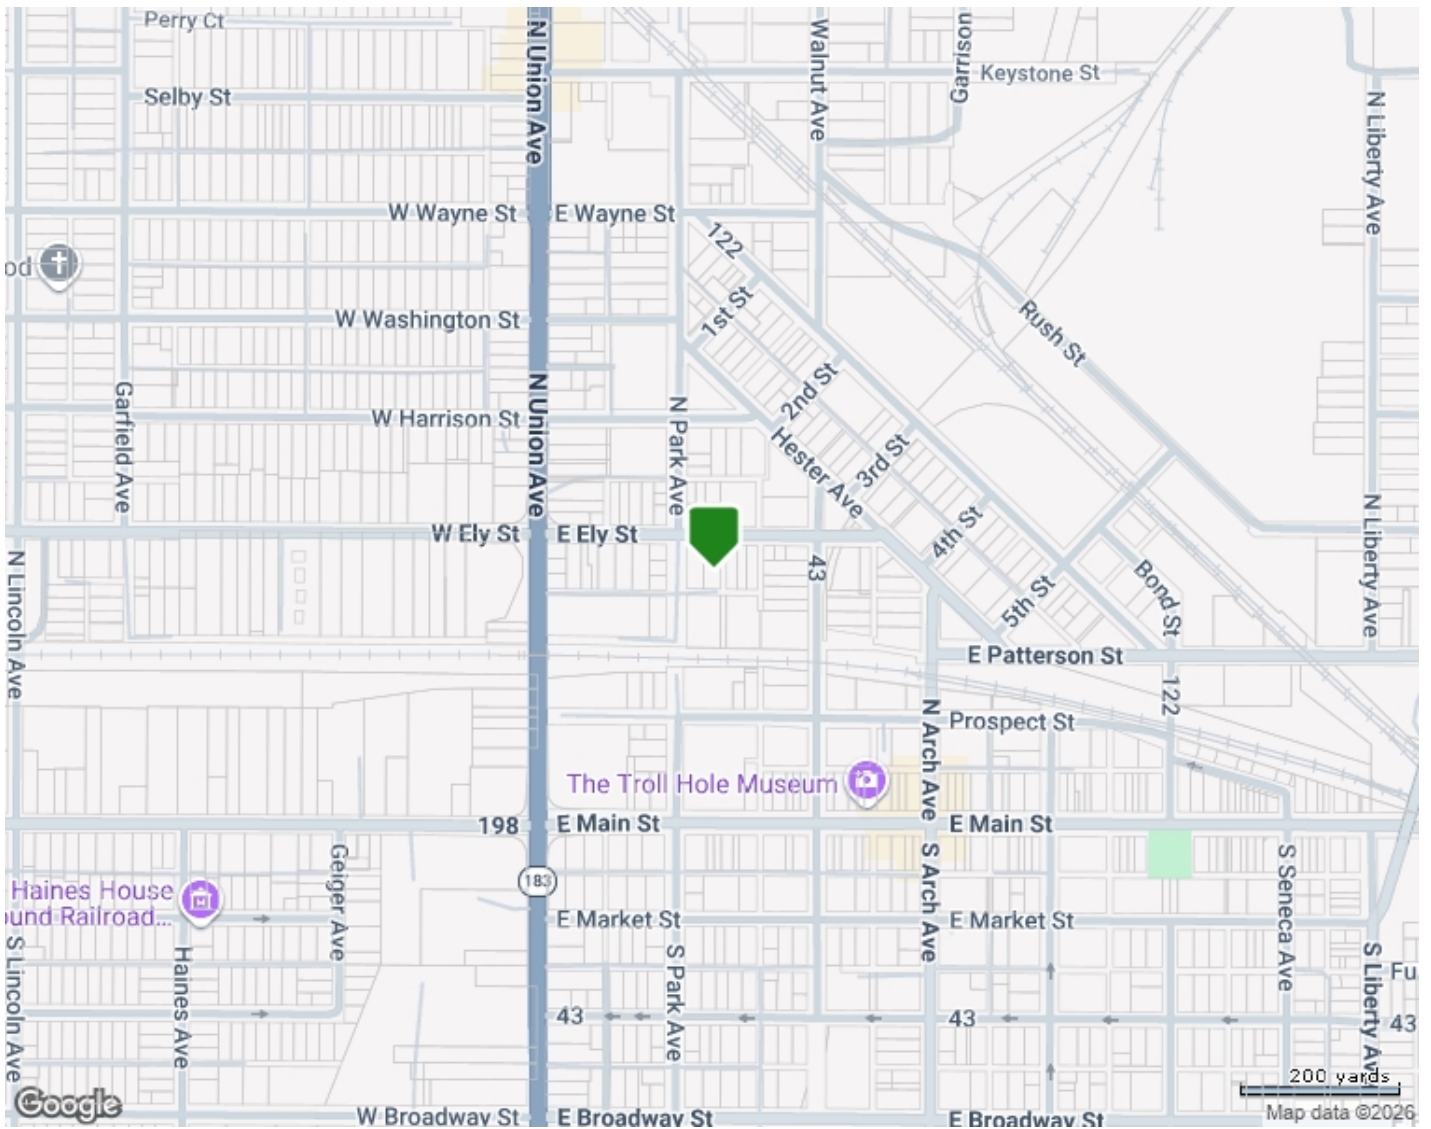 Perry Ct
Selby St
N Union Ave
Walnut Ave
Garrison
Keystone St
N Liberty Ave
W Wayne St
E Wayne St
122
od
W Washington St
1st St
Rush St
Garfield Ave
W Harrison St
N Union Ave
N Park Ave
2nd St
Hester Ave
3rd St
W Ely St
E Ely St
43
4th St
5th St
Bond St
N Liberty Ave
N Lincoln Ave
E Patterson St
122
N Arch Ave
Prospect St
The Troll Hole Museum
198
E Main St
E Main St
183
Haines House
ound Railroad...
Geiger Ave
S Arch Ave
S Seneca Ave
E Market St
E Market St
S Lincoln Ave
Haines Ave
S Park Ave
S Liberty Ave
Fu
43
43
43
W Broadway St
E Broadway St
E Broadway St
200 yards
Google
Map data ©2026